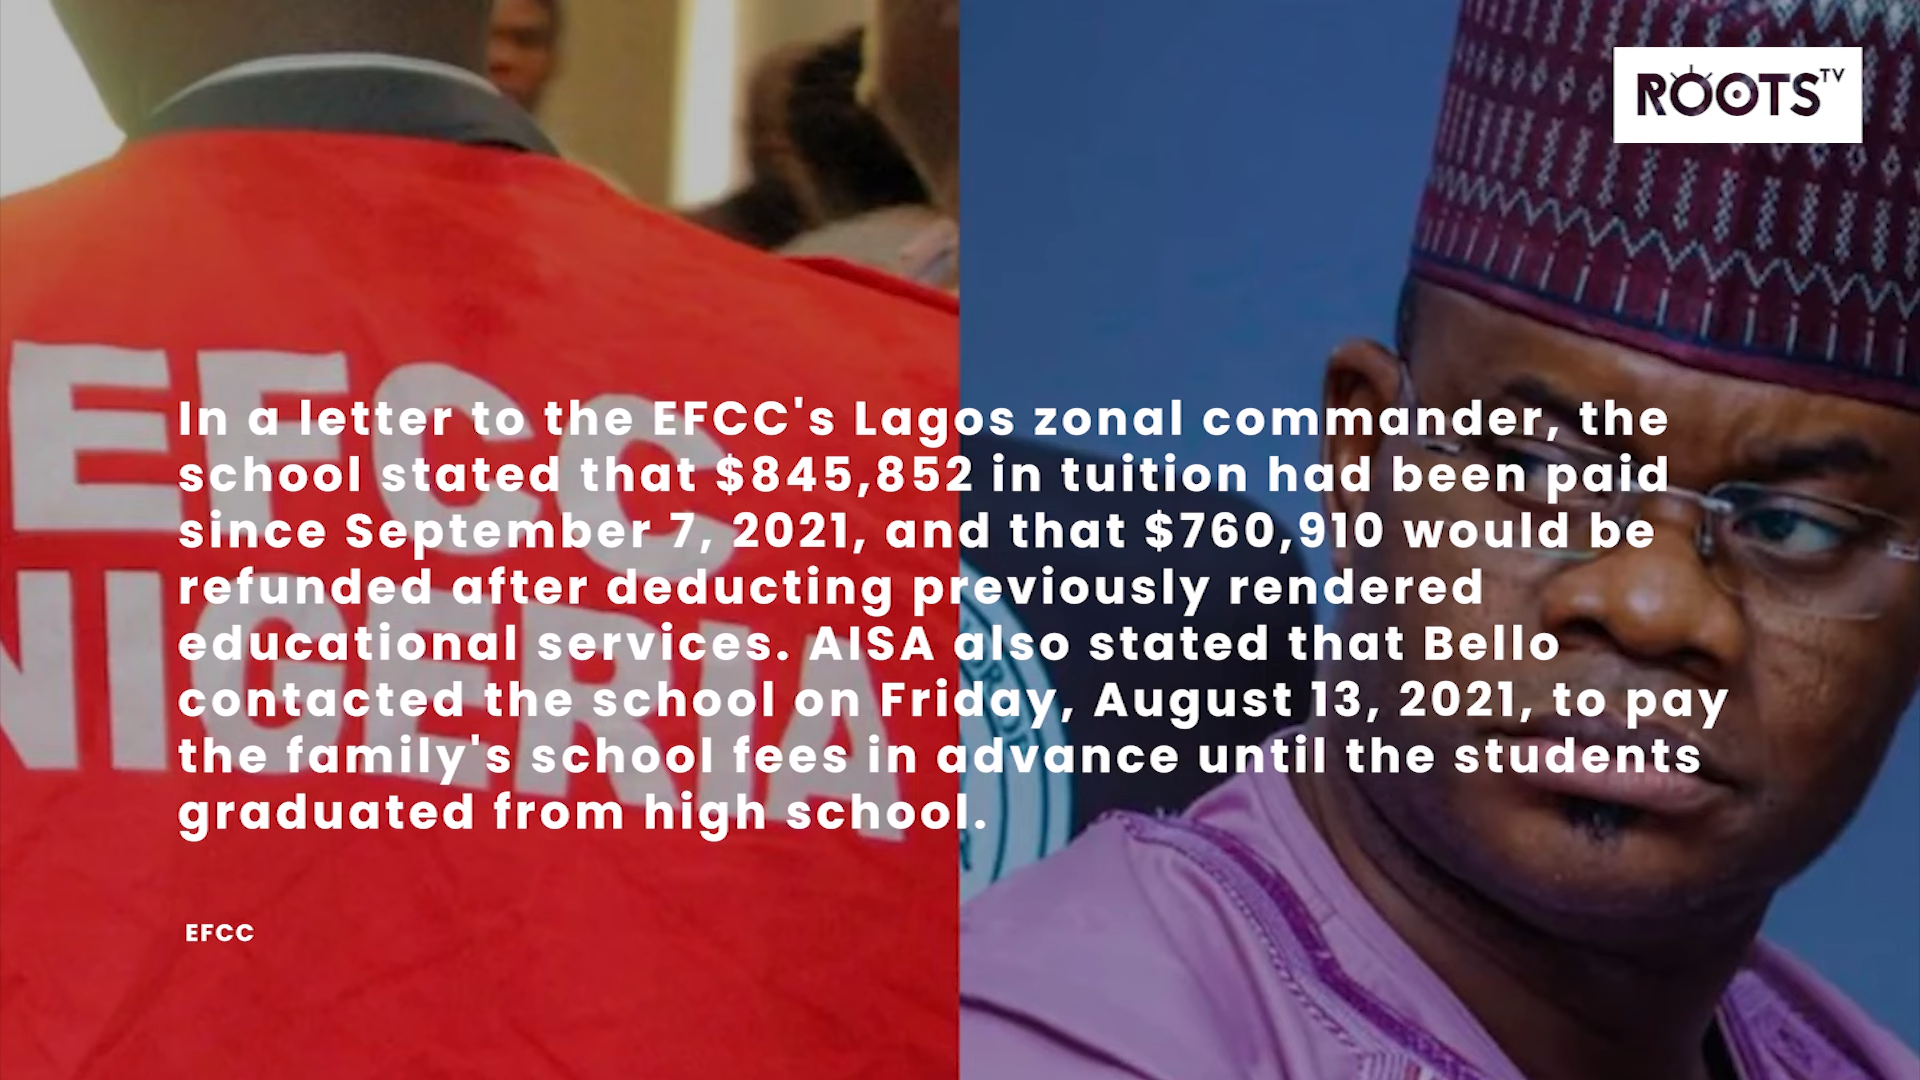 ROOTS TV
EFCC
NIGERIA
In a letter to the EFCC's Lagos zonal commander, the
school stated that $845,852 in tuition had been paid
since September 7, 2021, and that $760,910 would be
refunded after deducting previously rendered
educational services. AISA also stated that Bello
contacted the school on Friday, August 13, 2021, to pay
the family's school fees in advance until the students
graduated from high school.
EFCC